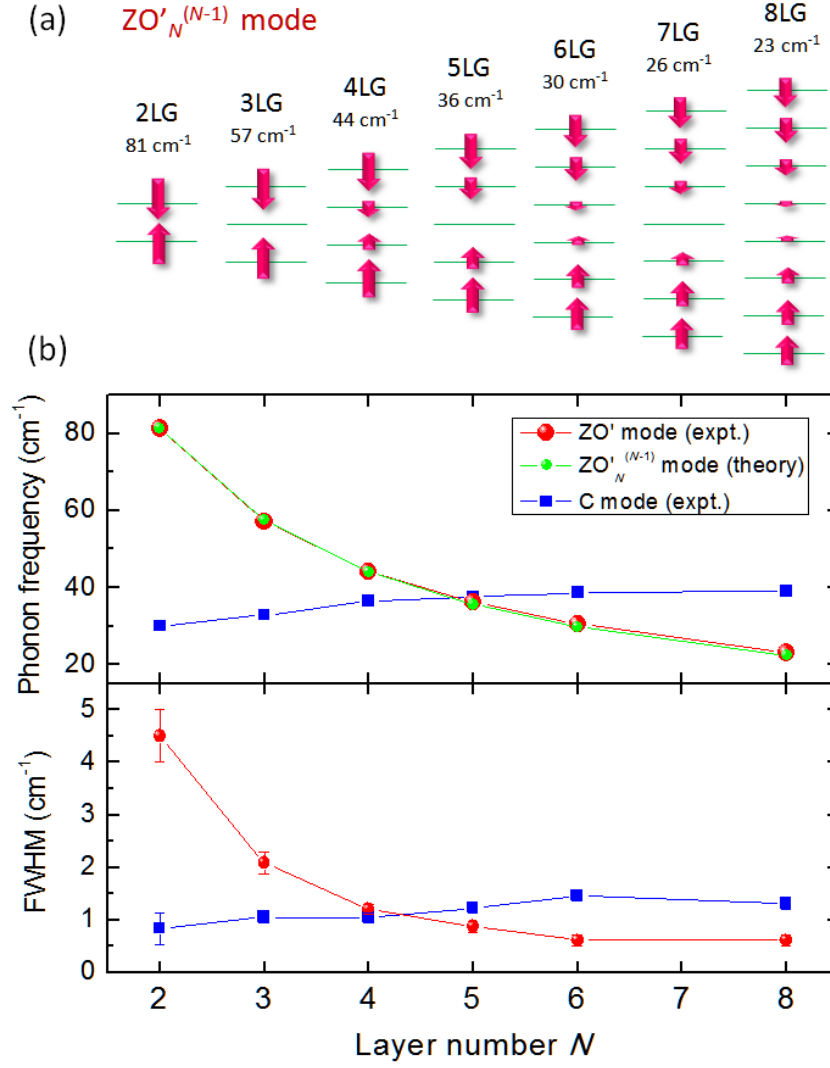 (a) ZO'N(N-1) mode
2LG
81 cm-1
3LG
57 cm-1
4LG
44 cm-1
5LG
36 cm-1
6LG
30 cm-1
7LG
26 cm-1
8LG
23 cm-1
(b)
Phonon frequency (cm-1)
80
60
40
20
ZO' mode (expt.)
ZO'N(N-1) mode (theory)
C mode (expt.)
FWHM (cm-1)
5
4
3
2
1
0
2 3 4 5 6 7 8
Layer number N